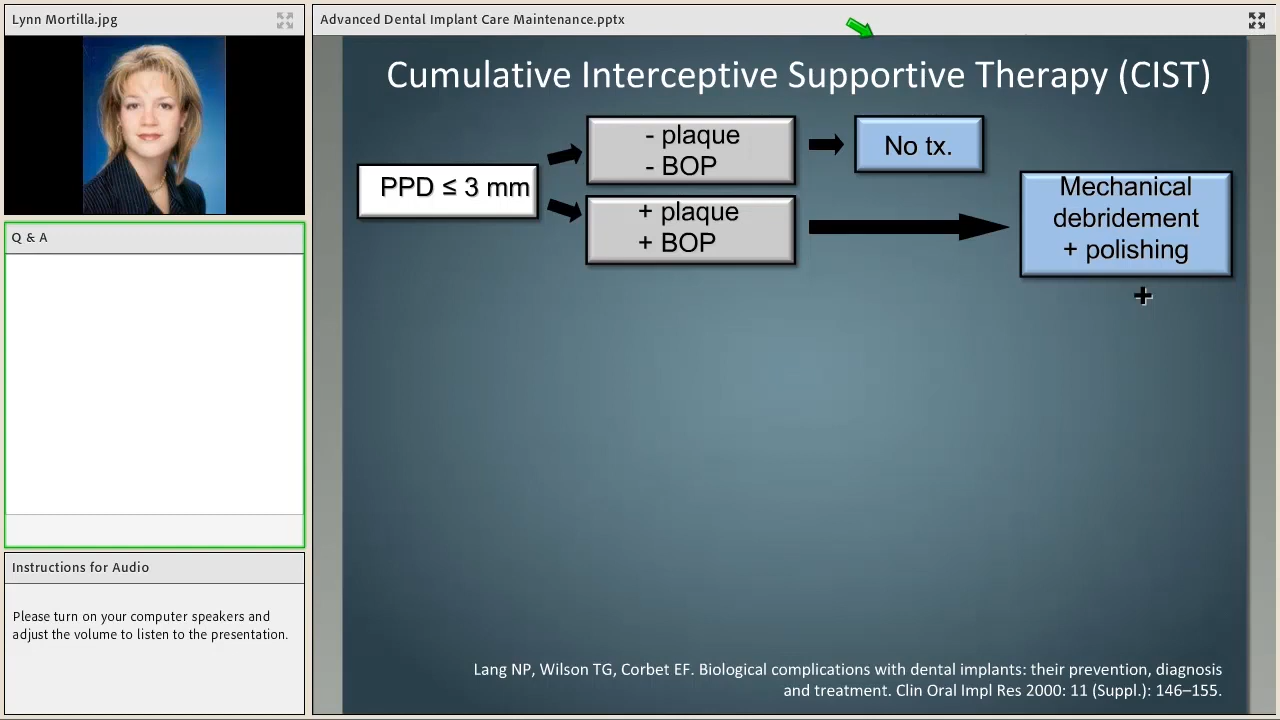 Lynn Mortilla.jpg
Advanced Dental Implant Care Maintenance.pptx
Cumulative Interceptive Supportive Therapy (CIST)
PPD ≤ 3 mm
- plaque
- BOP
No tx.
+ plaque
+ BOP
Mechanical
debridement
+ polishing
+
Q & A
Instructions for Audio
Please turn on your computer speakers and
adjust the volume to listen to the presentation.
Lang NP, Wilson TG, Corbet EF. Biological complications with dental implants: their prevention, diagnosis
and treatment. Clin Oral Impl Res 2000: 11 (Suppl.): 146–155.